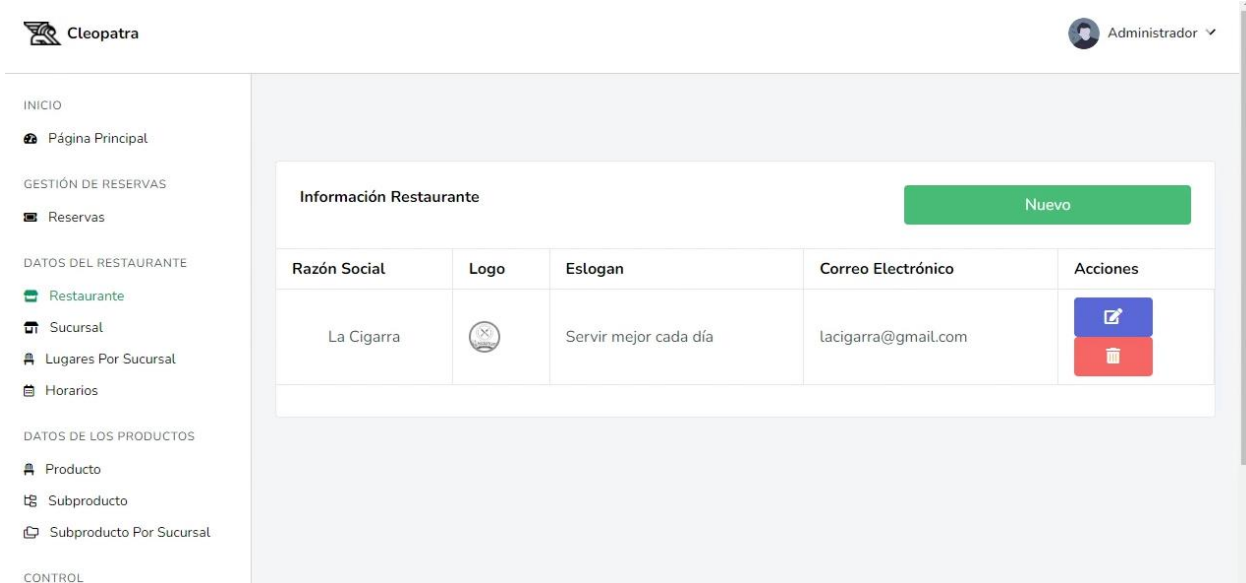 Cleopatra
Administrador
INICIO
Página Principal
GESTIÓN DE RESERVAS
Reservas
DATOS DEL RESTAURANTE
Restaurante
Sucursal
Lugares Por Sucursal
Horarios
DATOS DE LOS PRODUCTOS
Producto
Subproducto
Subproducto Por Sucursal
CONTROL
Información Restaurante
Nuevo
Razón Social Logo Eslogan Correo Electrónico Acciones
La Cigarra Servir mejor cada día lacigarra@gmail.com